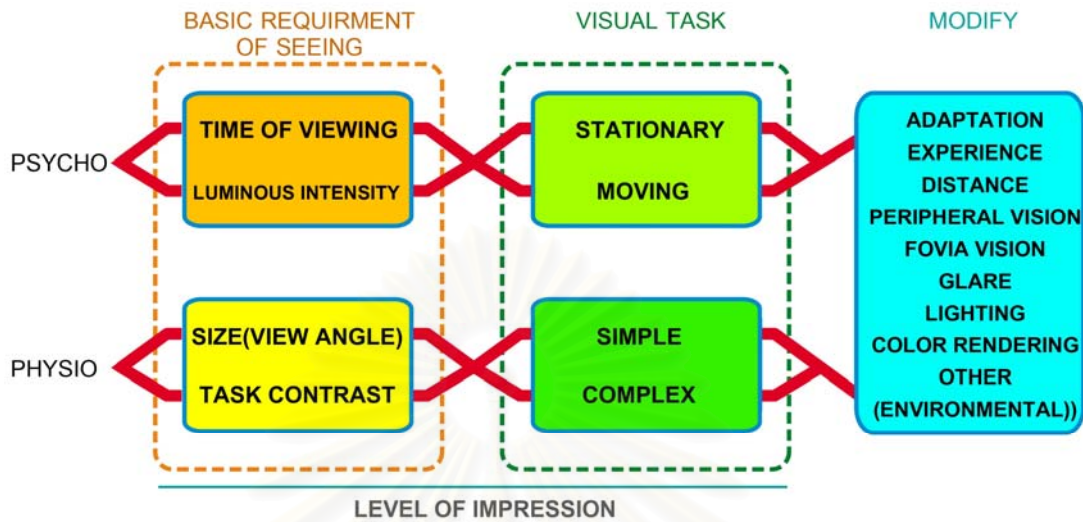 BASIC REQUIRMENT
OF SEEING
VISUAL TASK
MODIFY
PSYCHO
TIME OF VIEWING
LUMINOUS INTENSITY
STATIONARY
MOVING
PHYSIO
SIZE(VIEW ANGLE)
TASK CONTRAST
SIMPLE
COMPLEX
ADAPTATION
EXPERIENCE
DISTANCE
PERIPHERAL VISION
FOVIA VISION
GLARE
LIGHTING
COLOR RENDERING
OTHER
(ENVIRONMENTAL))
LEVEL OF IMPRESSION